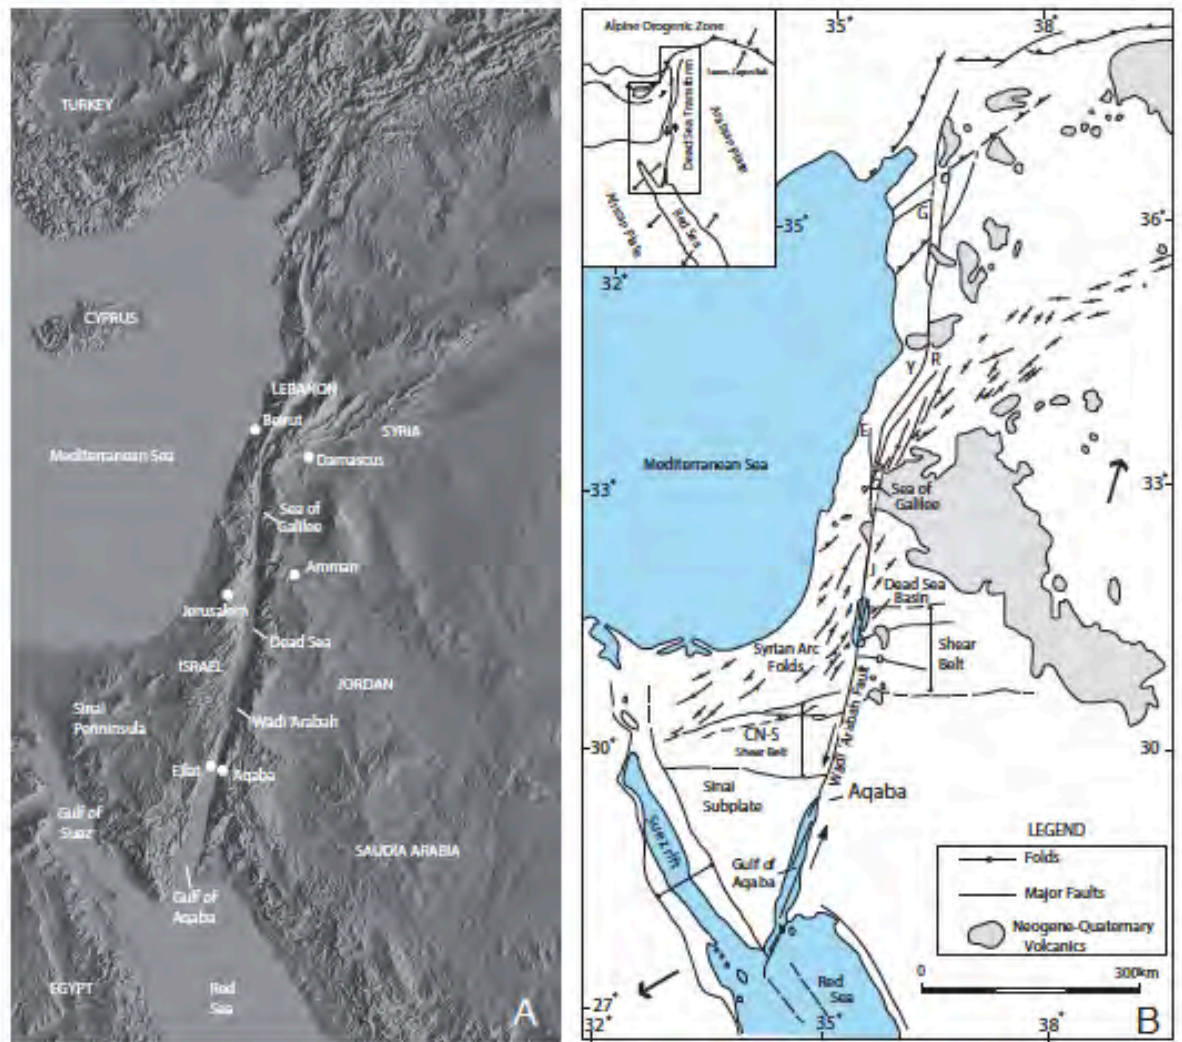 TURKEY
CYPRUS
LEBANON
Beirut
SYRIA
Mediterranean Sea
Damascus
Sea of
Galilee
Amman
Jerusalem
Dead Sea
ISRAEL
JORDAN
Sinai
Penninsula
Wadi Arabah
Eilat
Aqaba
Gulf of
Suez
SAUDIA ARABIA
Gulf of
Aqaba
EGYPT
Red
Sea
A
Alpine Orogenic Zone
Dead Sea Transform
Arabian Plate
African Plate
Red Sea
35°
38°
35°
36°
32°
G
Y
R
E
Mediterranean Sea
33°
33°
Sea of
Galilee
J
Dead Sea
Basin
Syrian Arc
Folds
Shear
Belt
Wadi Arabah Fault
CN-S
Shear Belt
30°
30
Sinai
Subplate
Aqaba
Suez rift
Gulf of
Aqaba
LEGEND
Folds
Major Faults
Neogene-Quaternary
Volcanics
0
300km
Red
Sea
27°
32°
35°
38°
B